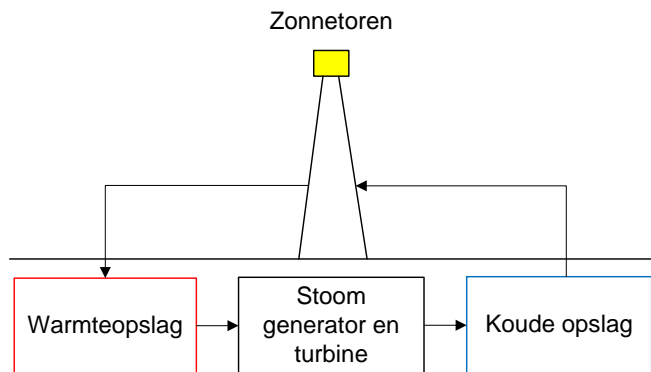 Zonnetoren
Warmteopslag
Stoom
generator en
turbine
Koude opslag